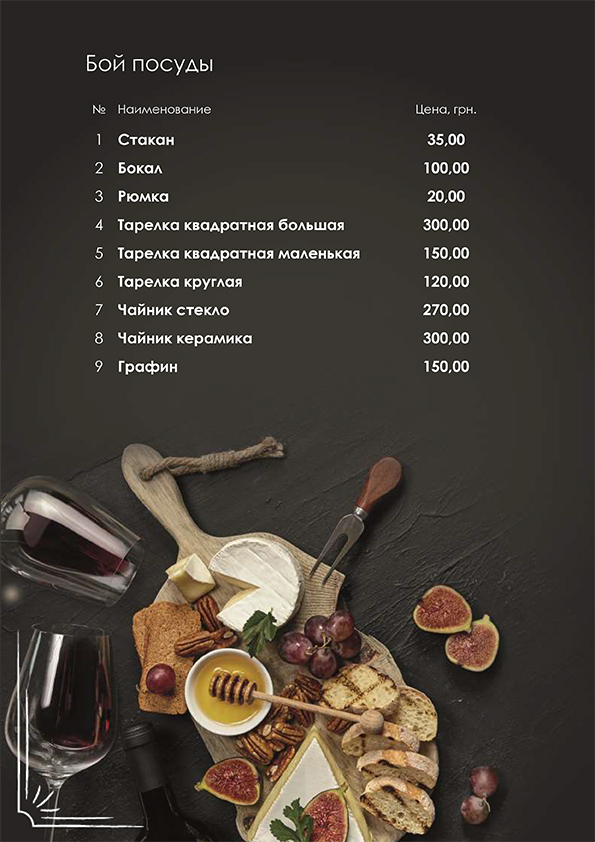 Бой посуды
№ Наименование Цена, грн.
1 Стакан 35,00
2 Бокал 100,00
3 Рюмка 20,00
4 Тарелка квадратная большая 300,00
5 Тарелка квадратная маленькая 150,00
6 Тарелка круглая 120,00
7 Чайник стекло 270,00
8 Чайник керамика 300,00
9 Графин 150,00